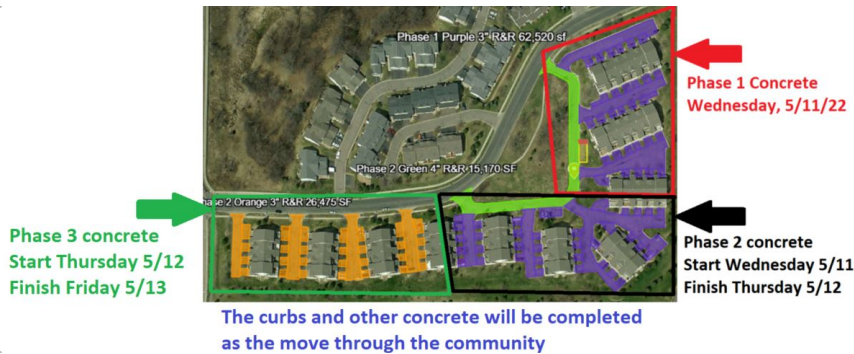 Phase 1 Purple 3" R&R 62,520 sf
Phase 1 Concrete
Wednesday, 5/11/22
Phase 2 Green 4" R&R 15,170 SF
hase 2 Orange 3" R&R 26,475 SF
Phase 3 concrete
Start Thursday 5/12
Finish Friday 5/13
Phase 2 concrete
Start Wednesday 5/11
Finish Thursday 5/12
The curbs and other concrete will be completed
as the move through the community